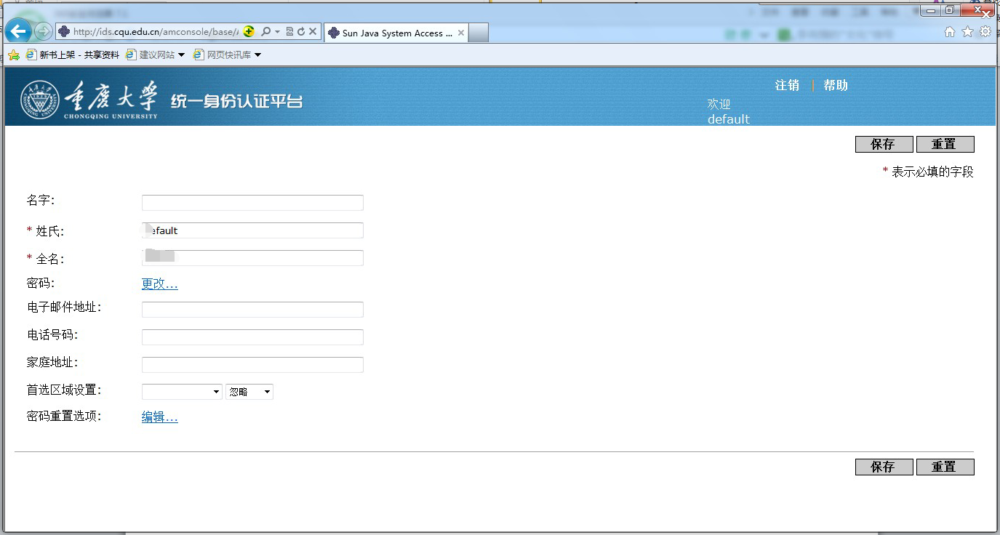 http://ids.cqu.edu.cn/amconsole/base/
Sun Java System Access ...
新书上架 - 共享资料
建议网站
网页快讯库
重庆大学
CHONGQING UNIVERSITY
统一身份认证平台
注销 | 帮助
欢迎
default
保存 重置
* 表示必填的字段
名字：
* 姓氏： efault
* 全名：
密码： 更改...
电子邮件地址：
电话号码：
家庭地址：
首选区域设置： 忽略
密码重置选项： 编辑...
保存 重置